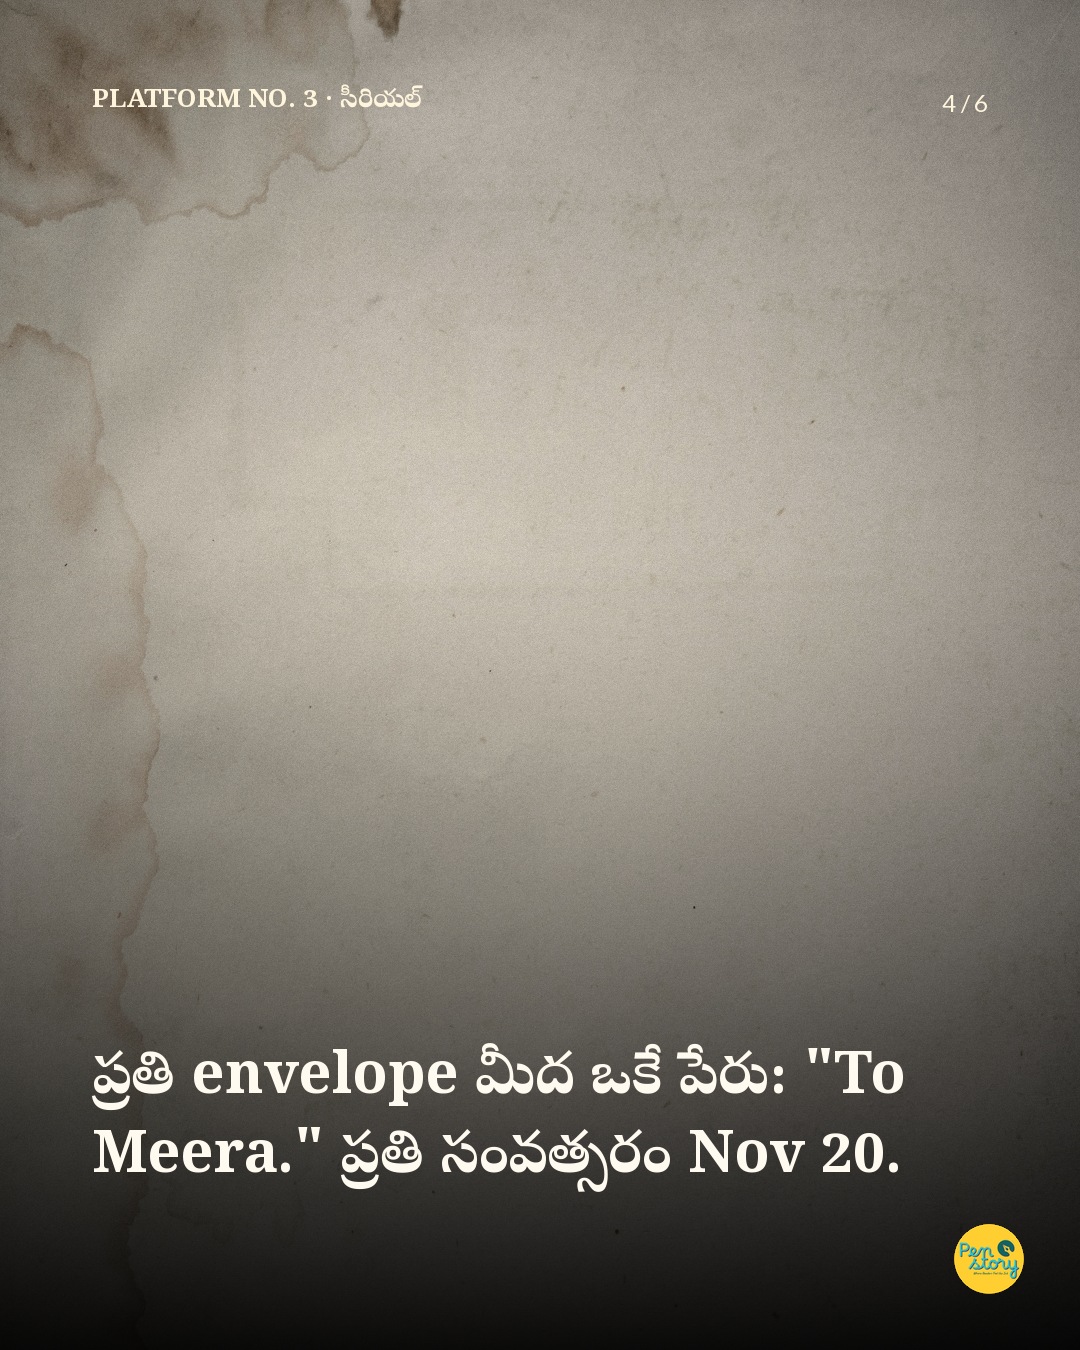 PLATFORM NO. 3 · సీరియల్
4/6
ప్రతి envelope మీద ఒకే పేరు: "To
Meera." ప్రతి సంవత్సరం Nov 20.
Pen
story